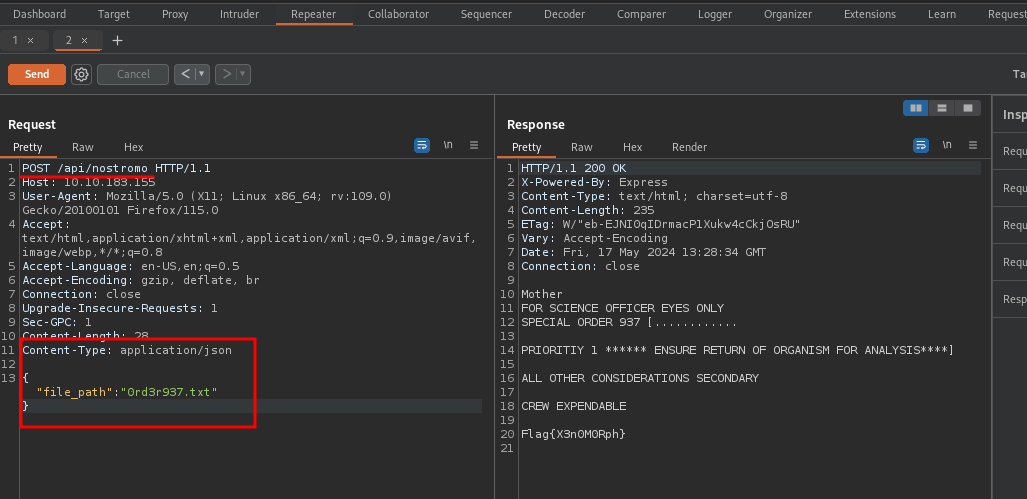 Dashboard Target Proxy Intruder Repeater Collaborator Sequencer Decoder Comparer Logger Organizer Extensions Learn Request
1 × 2 × +
Send Cancel < >
Request
Pretty Raw Hex \n
1 POST /api/nostromo HTTP/1.1
2 Host: 10.10.183.155
3 User-Agent: Mozilla/5.0 (X11; Linux x86_64; rv:109.0)
Gecko/20100101 Firefox/115.0
4 Accept:
text/html,application/xhtml+xml,application/xml;q=0.9,image/avif,
image/webp,*/*;q=0.8
5 Accept-Language: en-US,en;q=0.5
6 Accept-Encoding: gzip, deflate, br
7 Connection: close
8 Upgrade-Insecure-Requests: 1
9 Sec-GPC: 1
10 Content-Length: 28
11 Content-Type: application/json
12
13 {
"file_path":"0rd3r937.txt"
}
Response
Pretty Raw Hex Render \n
1 HTTP/1.1 200 OK
2 X-Powered-By: Express
3 Content-Type: text/html; charset=utf-8
4 Content-Length: 235
5 ETag: W/"eb-EJNI0qIDrmacPlXukw4cCkjOsRU"
6 Vary: Accept-Encoding
7 Date: Fri, 17 May 2024 13:28:34 GMT
8 Connection: close
9
10 Mother
11 FOR SCIENCE OFFICER EYES ONLY
12 SPECIAL ORDER 937 [............
13
14 PRIORITIY 1 ****** ENSURE RETURN OF ORGANISM FOR ANALYSIS****]
15
16 ALL OTHER CONSIDERATIONS SECONDARY
17
18 CREW EXPENDABLE
19
20 Flag{X3n0M0Rph}
21
Ta
Insp
Requ
Requ
Requ
Requ
Resp